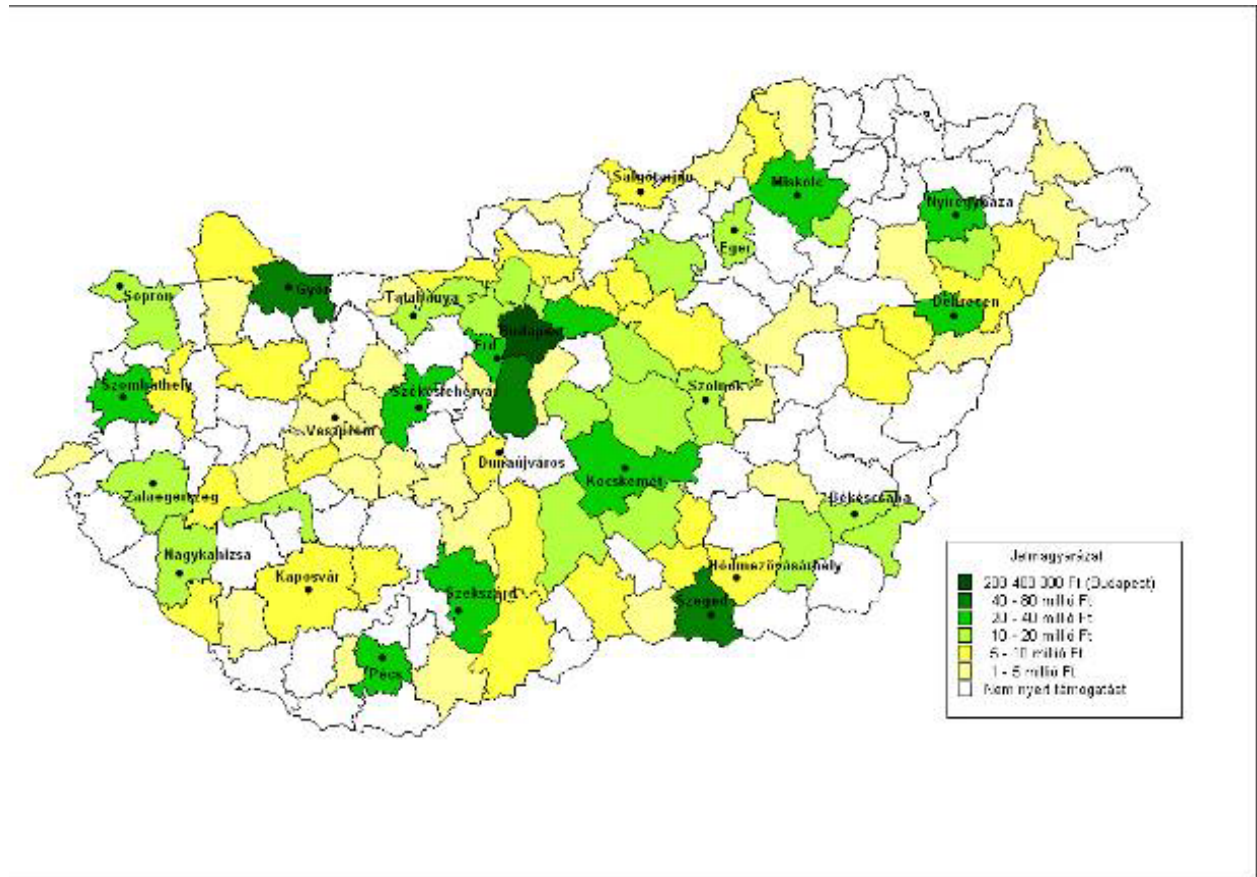 Salgótarján
Miskolc
Nyíregyháza
Eger
Sopron
Győr
Tatabánya
Debrecen
Budapest
Érd
Szombathely
Székesfehérvár
Szolnok
Veszprém
Dunaújváros
Kecskemét
Zalaegerszeg
Békéscsaba
Nagykanizsa
Kaposvár
Hódmezővásárhely
Szekszárd
Szeged
Pécs
Jelmagyarázat
200 400 000 Ft (Budapest)
40 - 80 millió Ft
20 - 40 millió Ft
10 - 20 millió Ft
5 - 10 millió Ft
1 - 5 millió Ft
Nem nyert támogatást